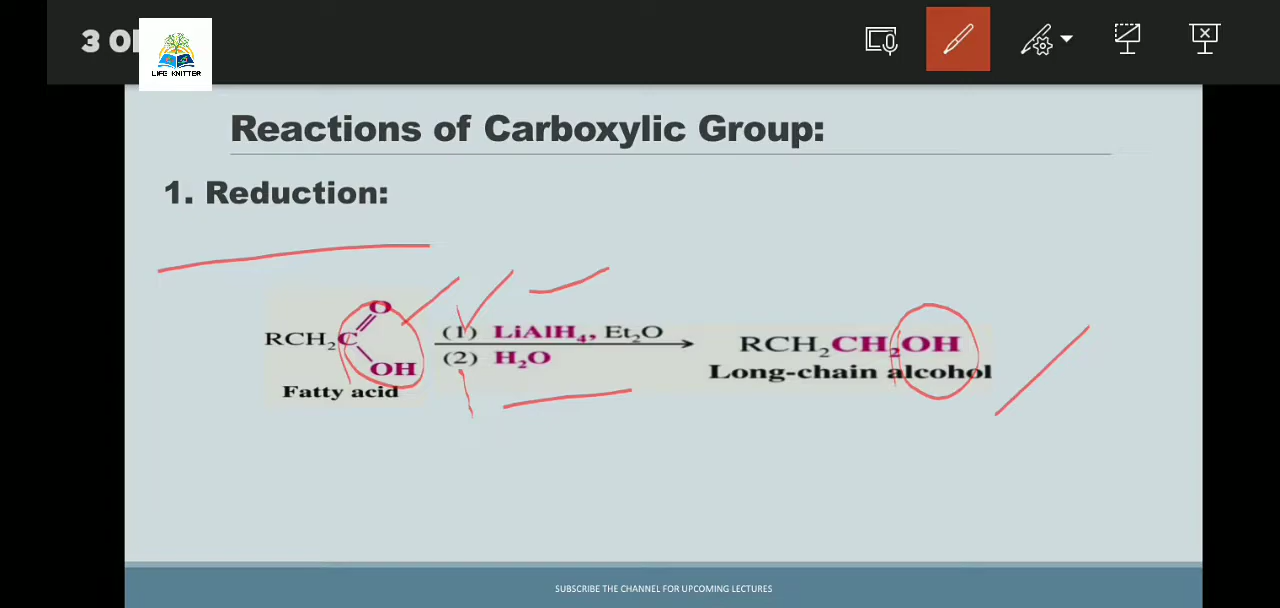 3 O
LIFE KNITTER
Reactions of Carboxylic Group:
1. Reduction:
O
RCH₂C
OH
Fatty acid
(1) LiAlH₄, Et₂O
(2) H₂O
RCH₂CH₂OH
Long-chain alcohol
SUBSCRIBE THE CHANNEL FOR UPCOMING LECTURES